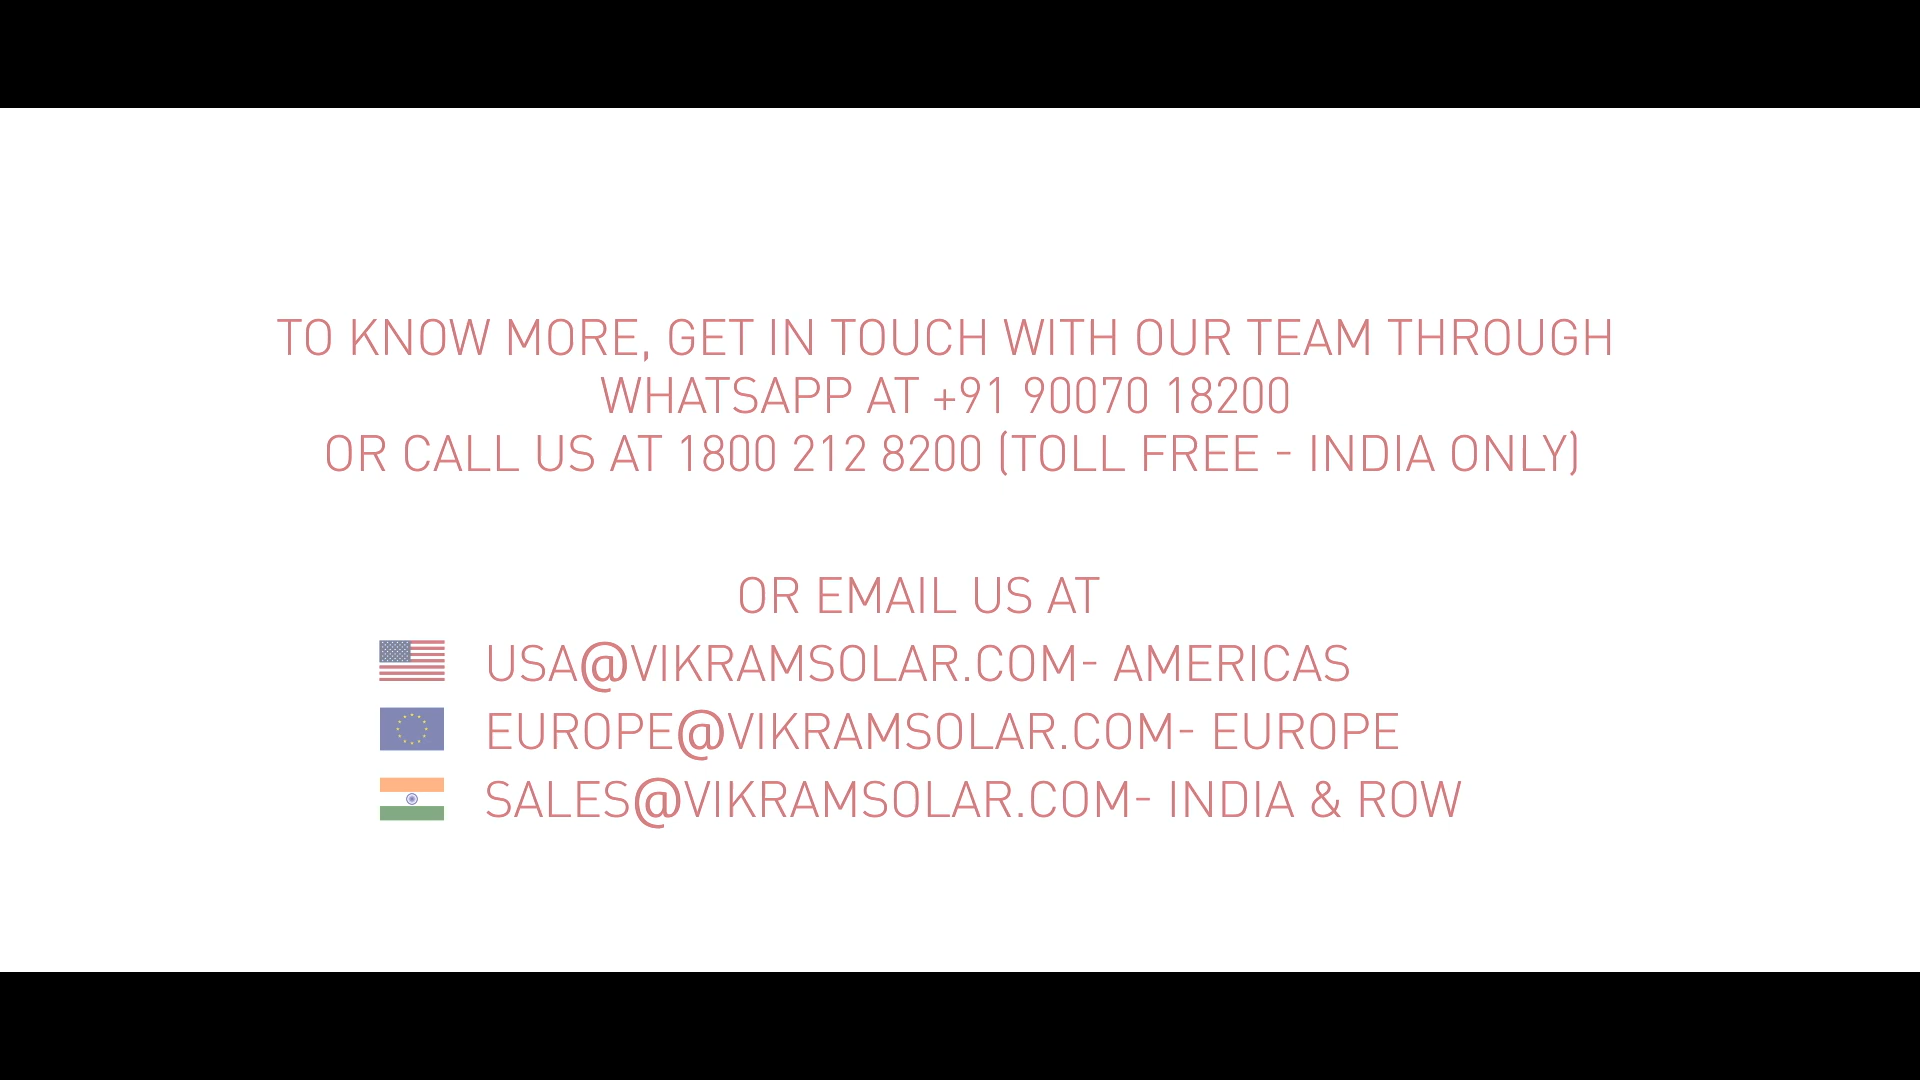 TO KNOW MORE, GET IN TOUCH WITH OUR TEAM THROUGH
WHATSAPP AT +91 90070 18200
OR CALL US AT 1800 212 8200 (TOLL FREE - INDIA ONLY)
OR EMAIL US AT
USA@VIKRAMSOLAR.COM- AMERICAS
EUROPE@VIKRAMSOLAR.COM- EUROPE
SALES@VIKRAMSOLAR.COM- INDIA & ROW